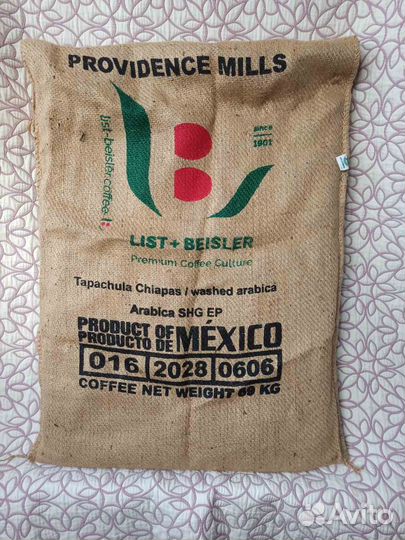 PROVIDENCE MILLS
list-beisler.coffee
since
1901
LIST + BEISLER
Premium Coffee Culture
Tapachula Chiapas / washed arabica
Arabica SHG EP
PRODUCT OF
PRODUCTO DE MÉXICO
016 2028 0606
COFFEE NET WEIGHT 60 KG
Avito